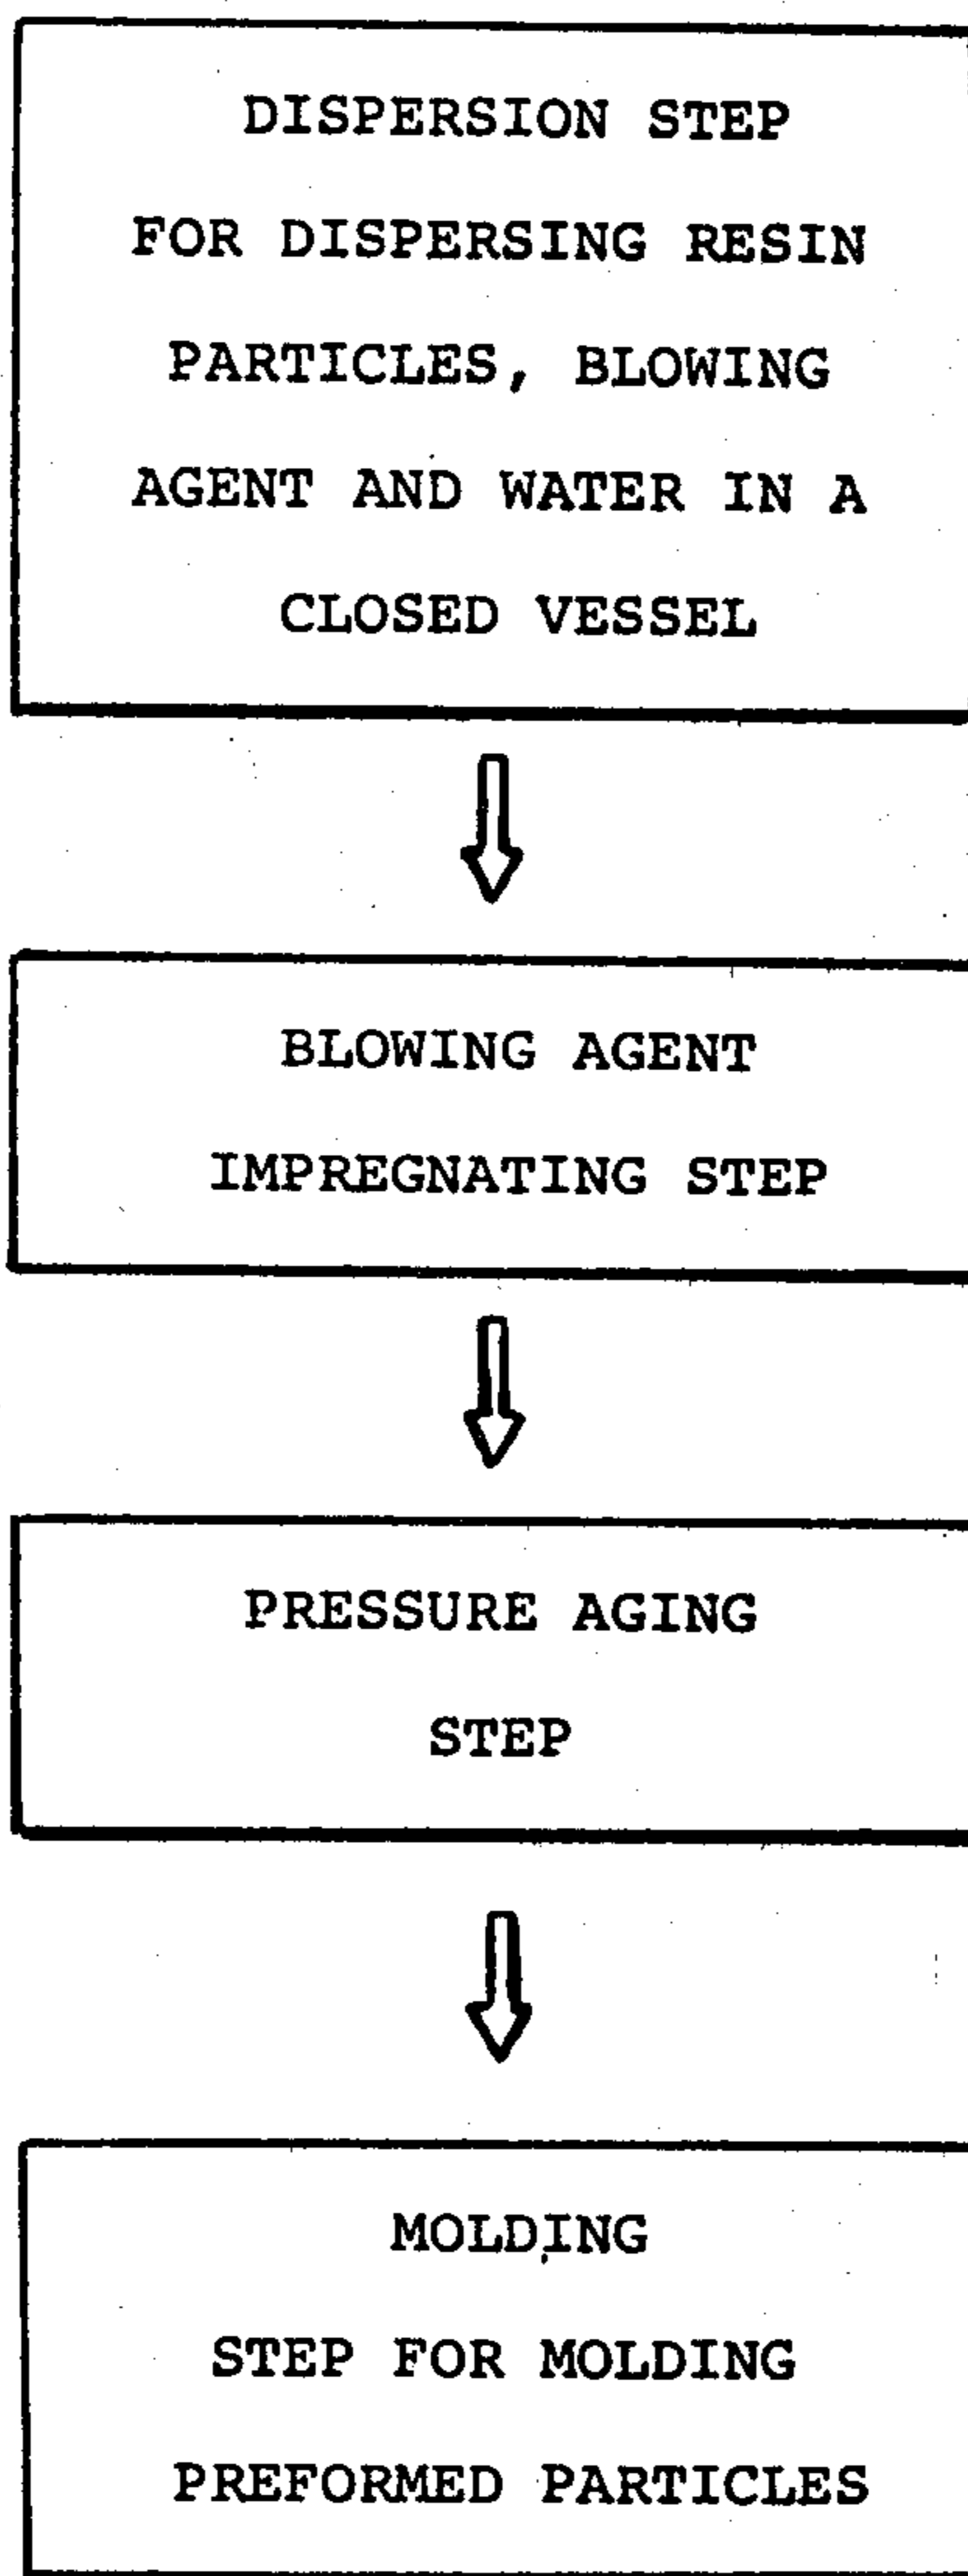 DISPERSION STEP
FOR DISPERSING RESIN
PARTICLES, BLOWING
AGENT AND WATER IN A
CLOSED VESSEL
BLOWING AGENT
IMPREGNATING STEP
PRESSURE AGING
STEP
MOLDING
STEP FOR MOLDING
PREFORMED PARTICLES